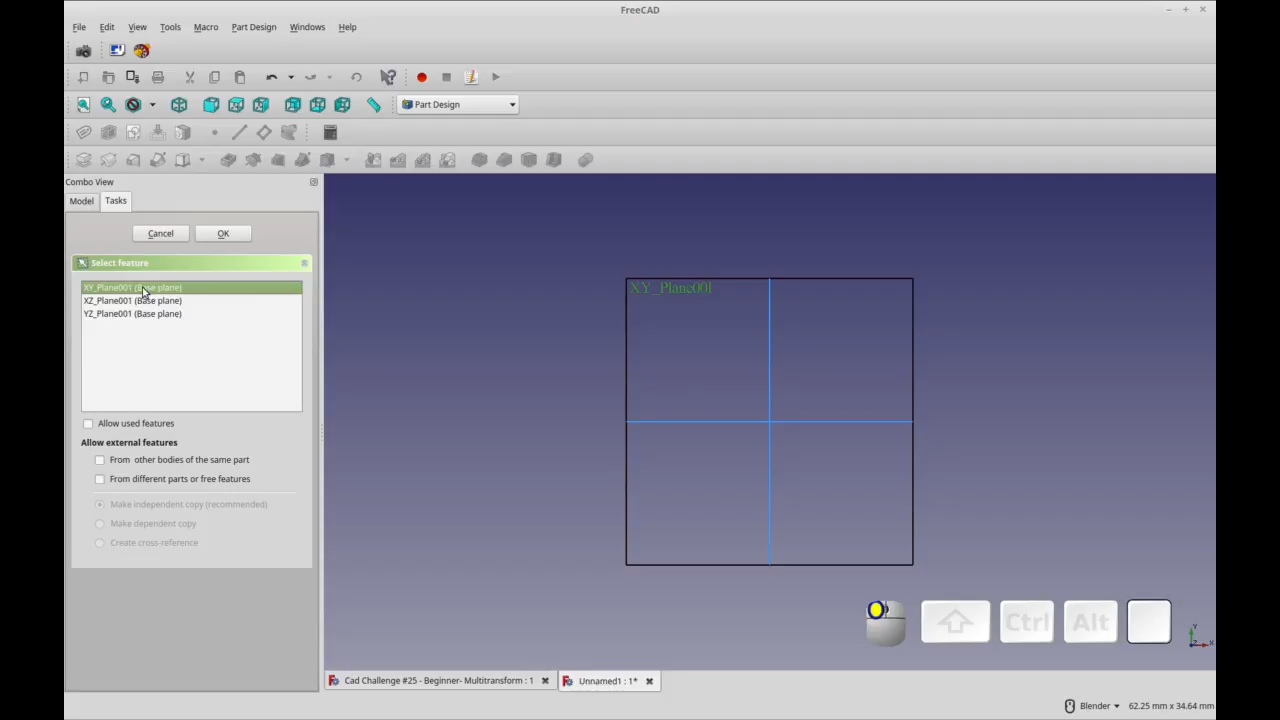 FreeCAD
File Edit View Tools Macro Part Design Windows Help
Part Design
Combo View
Model Tasks
Cancel OK
Select feature
XY_Plane001 (Base plane)
XZ_Plane001 (Base plane)
YZ_Plane001 (Base plane)
Allow used features
Allow external features
From other bodies of the same part
From different parts or free features
Make independent copy (recommended)
Make dependent copy
Create cross-reference
XY_Plane001
Ctrl Alt
Y
Z X
Cad Challenge #25 - Beginner- Multitransform : 1 Unnamed1 : 1*
Blender 62.25 mm x 34.64 mm